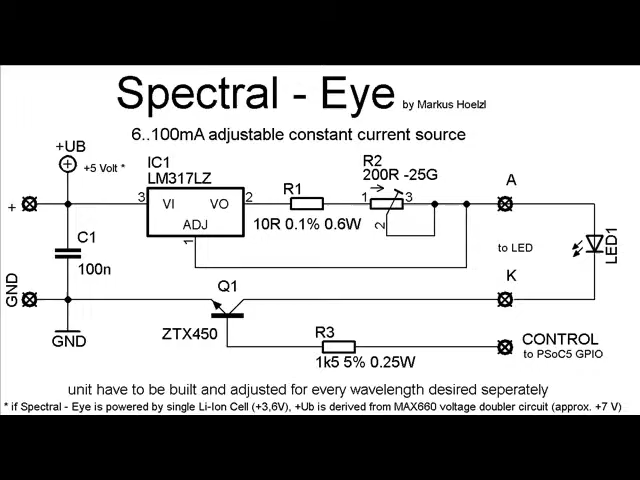 Spectral - Eye by Markus Hoelzl
6..100mA adjustable constant current source
+UB
+5 Volt *
IC1
LM317LZ
R2
200R -25G
3
VI
VO
2
ADJ
1
R1
10R 0.1% 0.6W
1
3
2
A
+
C1
100n
to LED
LED1
K
GND
GND
Q1
ZTX450
R3
1k5 5% 0.25W
CONTROL
to PSoC5 GPIO
unit have to be built and adjusted for every wavelength desired seperately
* if Spectral - Eye is powered by single Li-Ion Cell (+3,6V), +Ub is derived from MAX660 voltage doubler circuit (approx. +7 V)